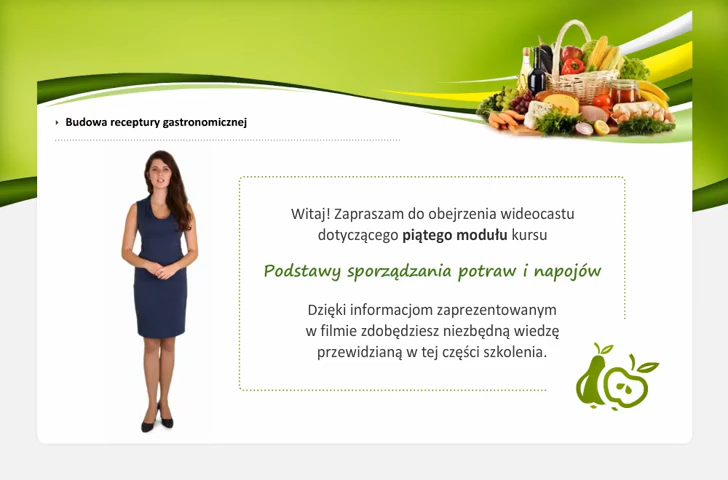 Budowa receptury gastronomicznej
Witaj! Zapraszam do obejrzenia wideocastu
dotyczącego piątego modułu kursu
Podstawy sporządzania potraw i napojów
Dzięki informacjom zaprezentowanym
w filmie zdobędziesz niezbędną wiedzę
przewidzianą w tej części szkolenia.